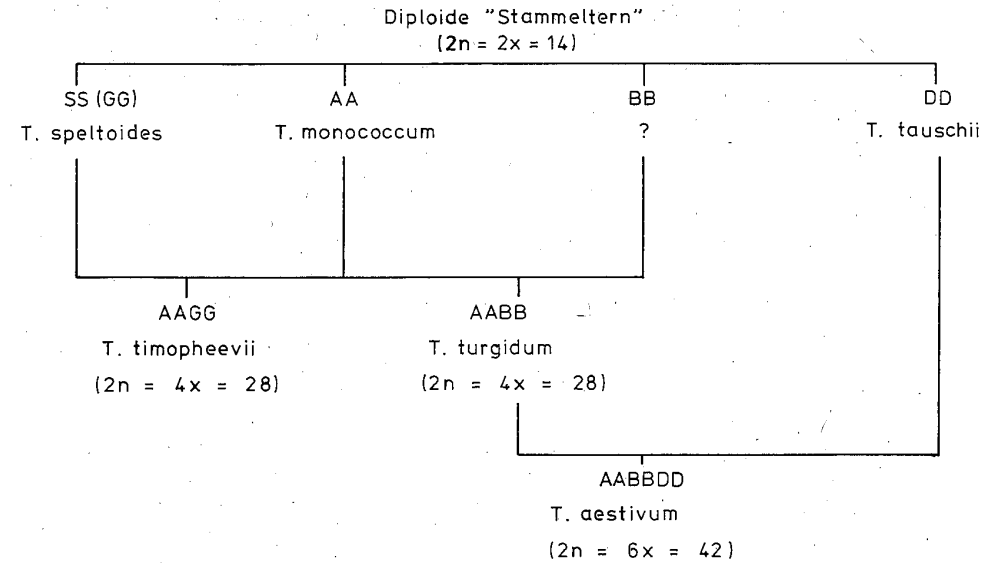 Diploide "Stammeltern"
(2n = 2x = 14)
SS (GG) AA BB DD
T. speltoides T. monococcum ? T. tauschii
AAGG AABB
T. timopheevii T. turgidum
(2n = 4x = 28) (2n = 4x = 28)
AABBDD
T. aestivum
(2n = 6x = 42)